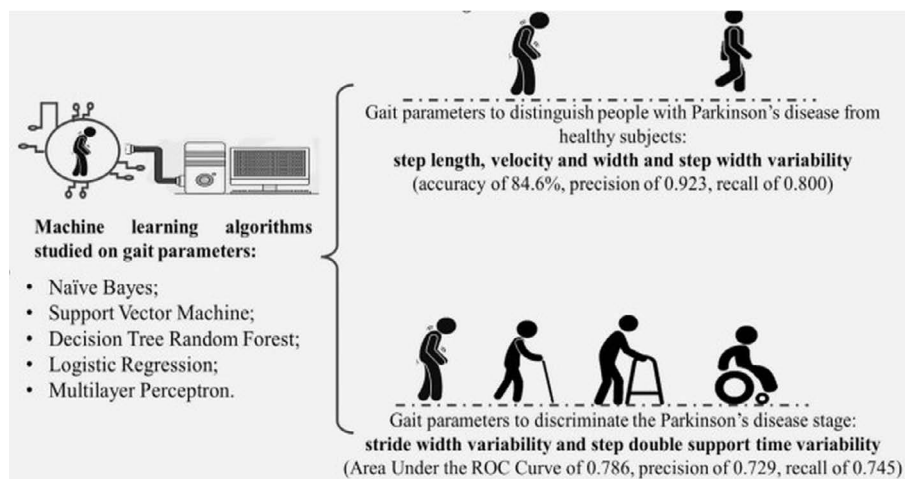 Machine learning algorithms
studied on gait parameters:
• Naïve Bayes;
• Support Vector Machine;
• Decision Tree Random Forest;
• Logistic Regression;
• Multilayer Perceptron.
Gait parameters to distinguish people with Parkinson's disease from
healthy subjects:
step length, velocity and width and step width variability
(accuracy of 84.6%, precision of 0.923, recall of 0.800)
Gait parameters to discriminate the Parkinson's disease stage:
stride width variability and step double support time variability
(Area Under the ROC Curve of 0.786, precision of 0.729, recall of 0.745)